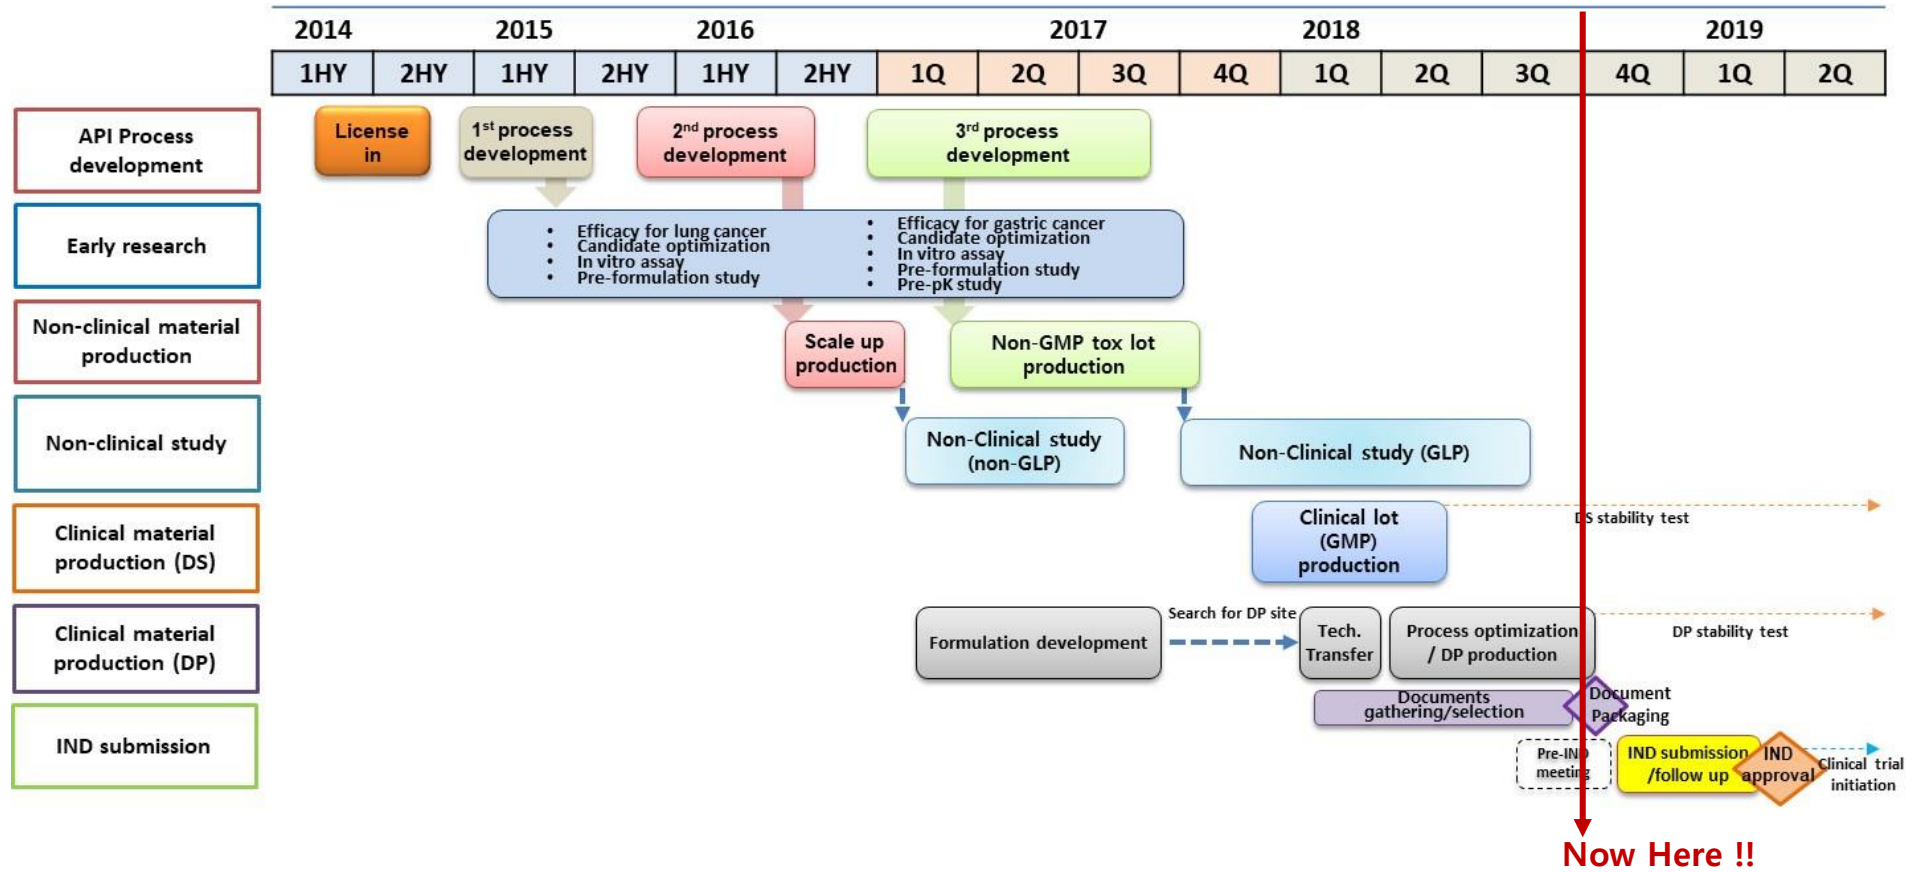 2014 2015 2016 2017 2018 2019
1HY 2HY 1HY 2HY 1HY 2HY 1Q 2Q 3Q 4Q 1Q 2Q 3Q 4Q 1Q 2Q
API Process
development
License
in
1st process
development
2nd process
development
3rd process
development
Early research
• Efficacy for lung cancer
• Candidate optimization
• In vitro assay
• Pre-formulation study
• Efficacy for gastric cancer
• Candidate optimization
• In vitro assay
• Pre-formulation study
• Pre-pK study
Non-clinical material
production
Scale up
production
Non-GMP tox lot
production
Non-clinical study
Non-Clinical study
(non-GLP)
Non-Clinical study (GLP)
Clinical material
production (DS)
Clinical lot
(GMP)
production
DS stability test
Clinical material
production (DP)
Formulation development
Search for DP site
Tech.
Transfer
Process optimization
/ DP production
DP stability test
Documents
gathering/selection
Document
Packaging
IND submission
Pre-IND
meeting
IND submission
/follow up
IND
approval
Clinical trial
initiation
Now Here !!